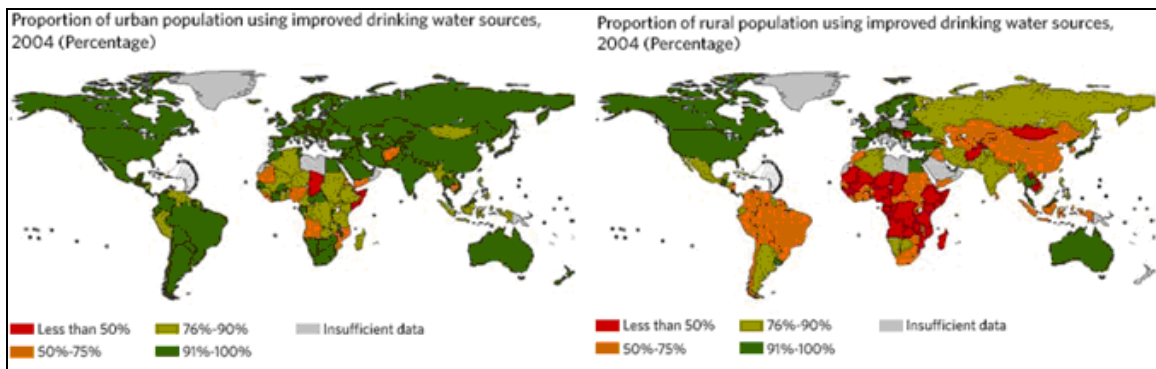 Proportion of urban population using improved drinking water sources,
2004 (Percentage)
Less than 50%
76%-90%
Insufficient data
50%-75%
91%-100%
Proportion of rural population using improved drinking water sources,
2004 (Percentage)
Less than 50%
76%-90%
Insufficient data
50%-75%
91%-100%